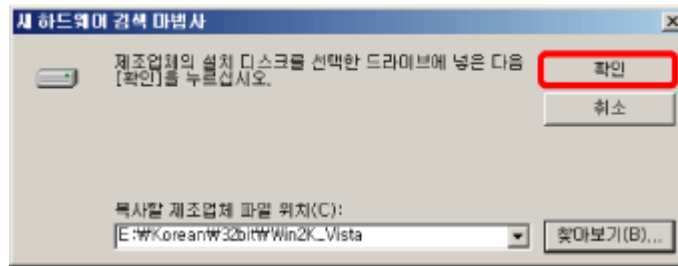 새 하드웨어 검색 마법사
제조업체의 설치 디스크를 선택한 드라이브에 넣은 다음
[확인]을 누르십시오.
확인
취소
복사할 제조업체 파일 위치(C):
E:₩Korean₩32bit₩Win2K_Vista
찾아보기(B)...